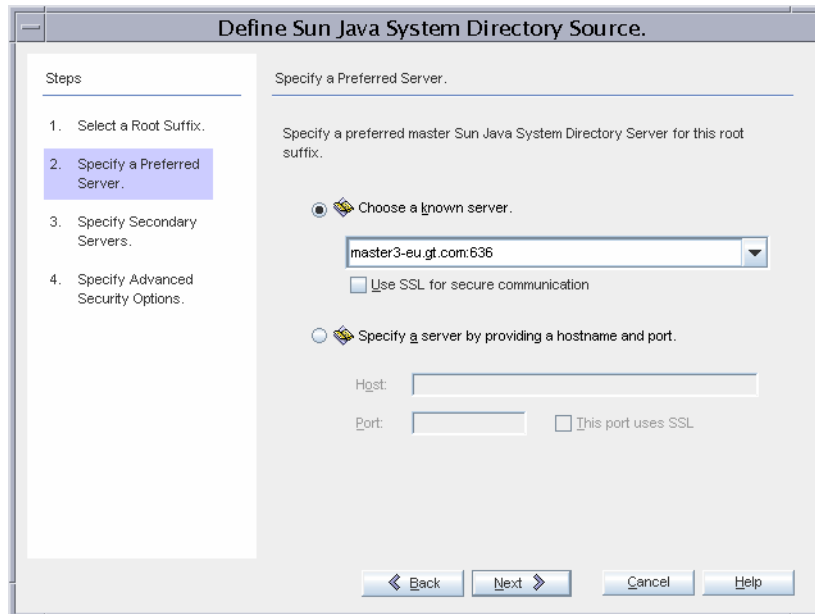 Define Sun Java System Directory Source.
Steps
1. Select a Root Suffix.
2. Specify a Preferred
Server.
3. Specify Secondary
Servers.
4. Specify Advanced
Security Options.
Specify a Preferred Server.
Specify a preferred master Sun Java System Directory Server for this root
suffix.
Choose a known server.
master3-eu.gt.com:636
Use SSL for secure communication
Specify a server by providing a hostname and port.
Host:
Port:
This port uses SSL
Back
Next
Cancel
Help